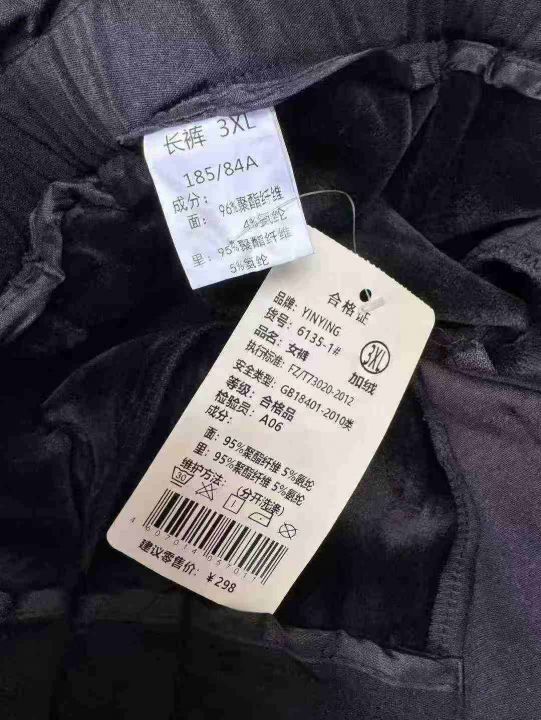 长裤 3XL
185/84A
成分：
面： 96%聚酯纤维
4%氨纶
里：95%聚酯纤维
5%氨纶
合格证
品牌：YINYING
货号：6135-1#
品名：女裤
3XL
加绒
执行标准：FZ/T73020-2012
安全类型：GB18401-2010类
等级：合格品
检验员：A06
成分：
面：95%聚酯纤维 5%氨纶
里：95%聚酯纤维 5%氨纶
维护方法：（分开洗涤）
30
建议零售价：￥298